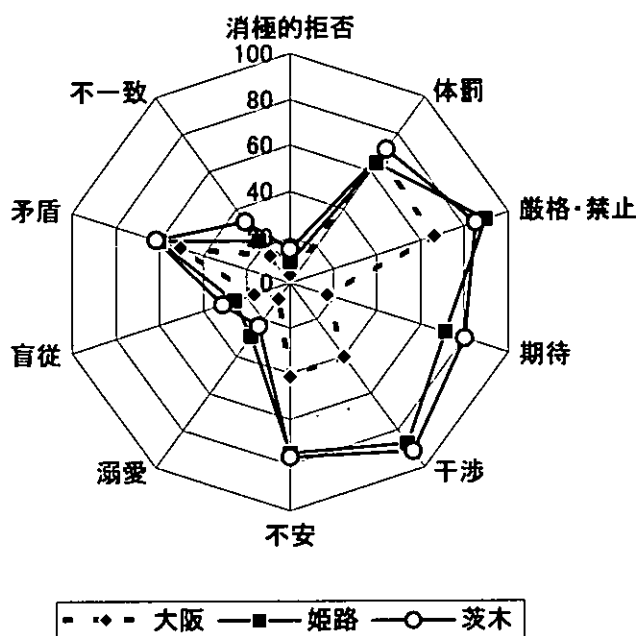 消極的拒否
100
80
60
40
20
0
体罰
厳格・禁止
期待
干渉
不安
溺愛
盲従
矛盾
不一致
大阪 姫路 茨木